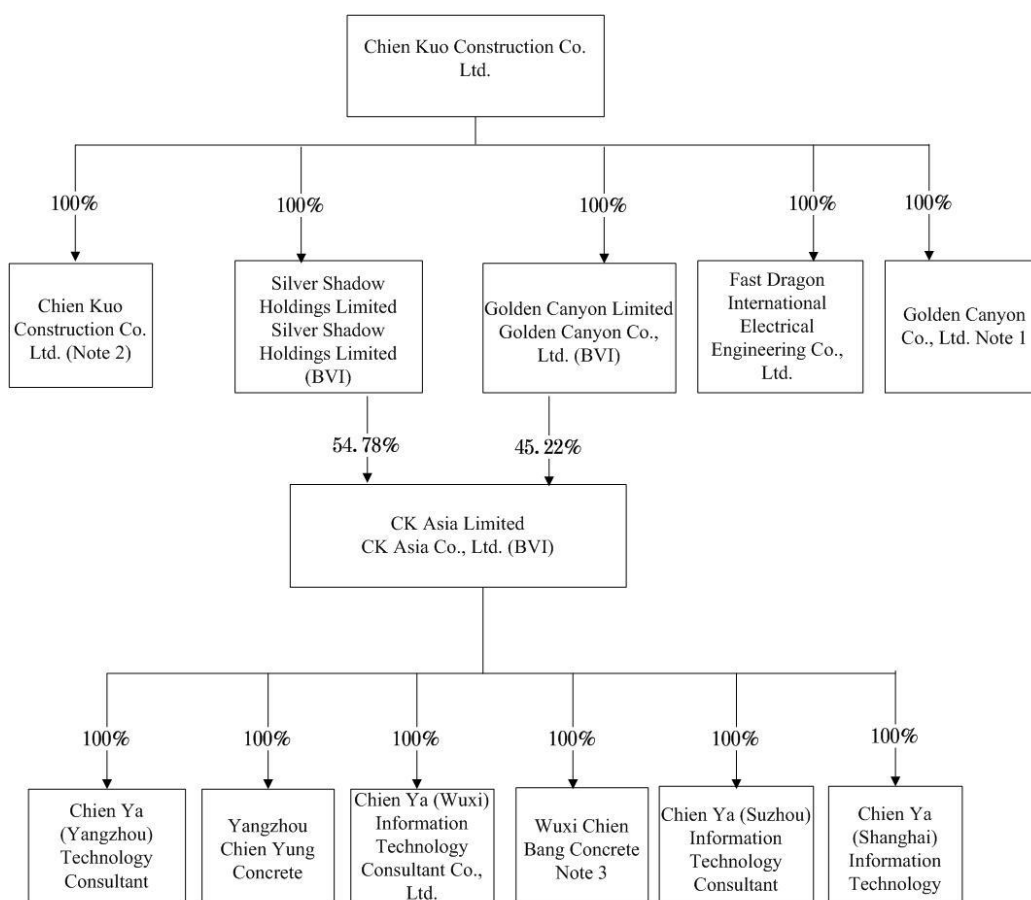 Chien Kuo Construction Co.
Ltd.
100%
100%
100%
100%
100%
Chien Kuo
Construction Co.
Ltd. (Note 2)
Silver Shadow
Holdings Limited
Silver Shadow
Holdings Limited
(BVI)
Golden Canyon Limited
Golden Canyon Co.,
Ltd. (BVI)
Fast Dragon
International
Electrical
Engineering Co.,
Ltd.
Golden Canyon
Co., Ltd. Note 1
54.78%
45.22%
CK Asia Limited
CK Asia Co., Ltd. (BVI)
100%
100%
100%
100%
100%
100%
Chien Ya
(Yangzhou)
Technology
Consultant
Yangzhou
Chien Yung
Concrete
Chien Ya (Wuxi)
Information
Technology
Consultant Co.,
Ltd.
Wuxi Chien
Bang Concrete
Note 3
Chien Ya (Suzhou)
Information
Technology
Consultant
Chien Ya
(Shanghai)
Information
Technology